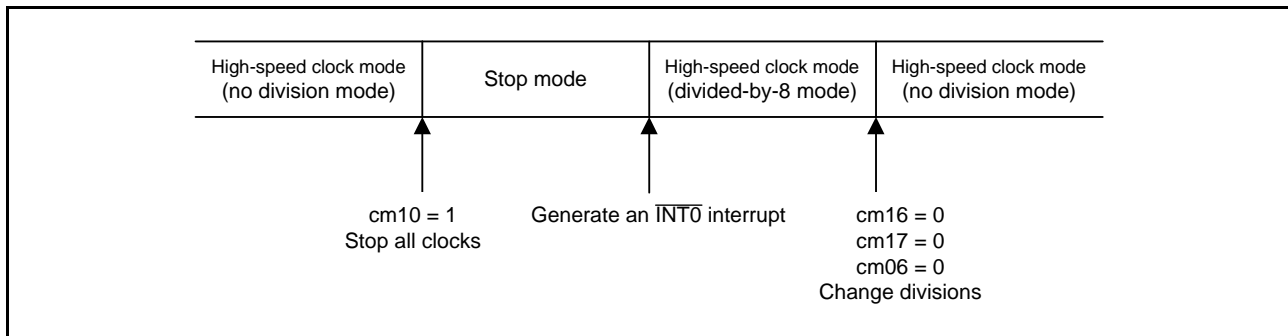 High-speed clock mode
(no division mode)
Stop mode
High-speed clock mode
(divided-by-8 mode)
High-speed clock mode
(no division mode)
cm10 = 1
Stop all clocks
Generate an INT0 interrupt
cm16 = 0
cm17 = 0
cm06 = 0
Change divisions